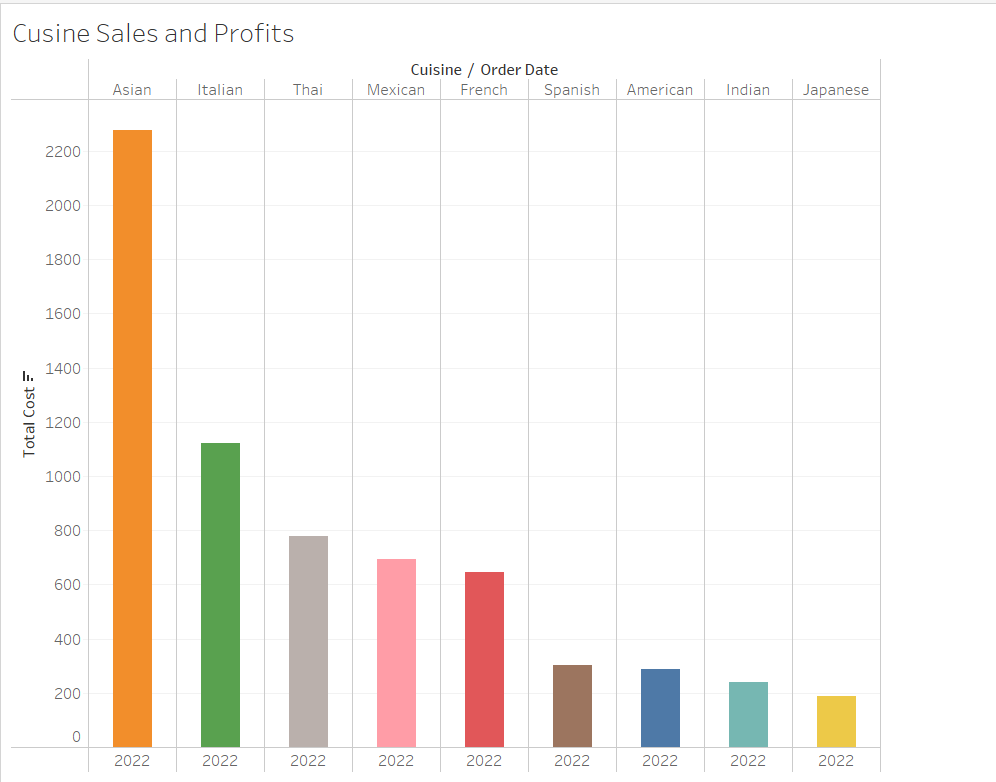 Cusine Sales and Profits
Cuisine / Order Date
Asian Italian Thai Mexican French Spanish American Indian Japanese
2200
2000
1800
1600
1400
1200
1000
800
600
400
200
0
Total Cost
2022 2022 2022 2022 2022 2022 2022 2022 2022